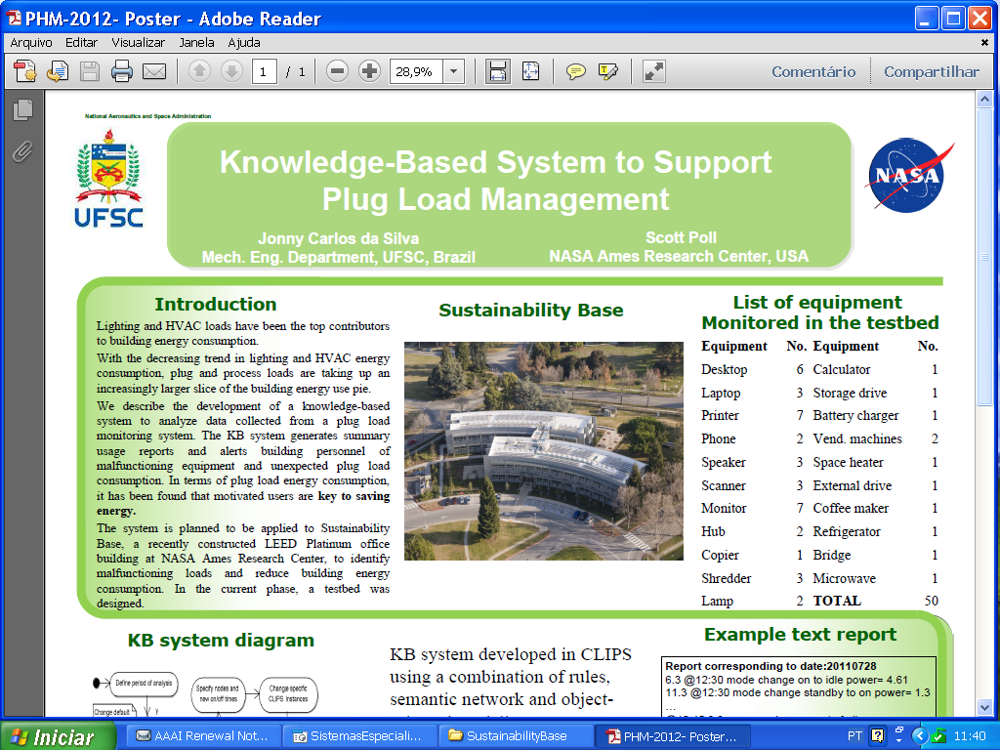 PHM-2012- Poster - Adobe Reader
Arquivo Editar Visualizar Janela Ajuda
1 / 1 28,9% Comentário Compartilhar
National Aeronautics and Space Administration
UFSC
Knowledge-Based System to Support
Plug Load Management
Jonny Carlos da Silva
Mech. Eng. Department, UFSC, Brazil
Scott Poll
NASA Ames Research Center, USA
NASA
Introduction
Lighting and HVAC loads have been the top contributors
to building energy consumption.
With the decreasing trend in lighting and HVAC energy
consumption, plug and process loads are taking up an
increasingly larger slice of the building energy use pie.
We describe the development of a knowledge-based
system to analyze data collected from a plug load
monitoring system. The KB system generates summary
usage reports and alerts building personnel of
malfunctioning equipment and unexpected plug load
consumption. In terms of plug load energy consumption,
it has been found that motivated users are key to saving
energy.
The system is planned to be applied to Sustainability
Base, a recently constructed LEED Platinum office
building at NASA Ames Research Center, to identify
malfunctioning loads and reduce building energy
consumption. In the current phase, a testbed was
designed.
Sustainability Base
List of equipment
Monitored in the testbed
Equipment No. Equipment No.
Desktop 6 Calculator 1
Laptop 3 Storage drive 1
Printer 7 Battery charger 1
Phone 2 Vend. machines 2
Speaker 3 Space heater 1
Scanner 3 External drive 1
Monitor 7 Coffee maker 1
Hub 2 Refrigerator 1
Copier 1 Bridge 1
Shredder 3 Microwave 1
Lamp 2 TOTAL 50
KB system diagram
Define period of analysis
Specify nodes and
new on/off times
Change specific
CLIPS instances
Change default
y
KB system developed in CLIPS
using a combination of rules,
semantic network and object-
Example text report
Report corresponding to date:20110728
6.3 @12:30 mode change on to idle power= 4.61
11.3 @12:30 mode change standby to on power= 1.3
...
Iniciar
AAAI Renewal Not...
SistemasEspeciali...
SustainabilityBase
PHM-2012- Poster...
PT
11:40